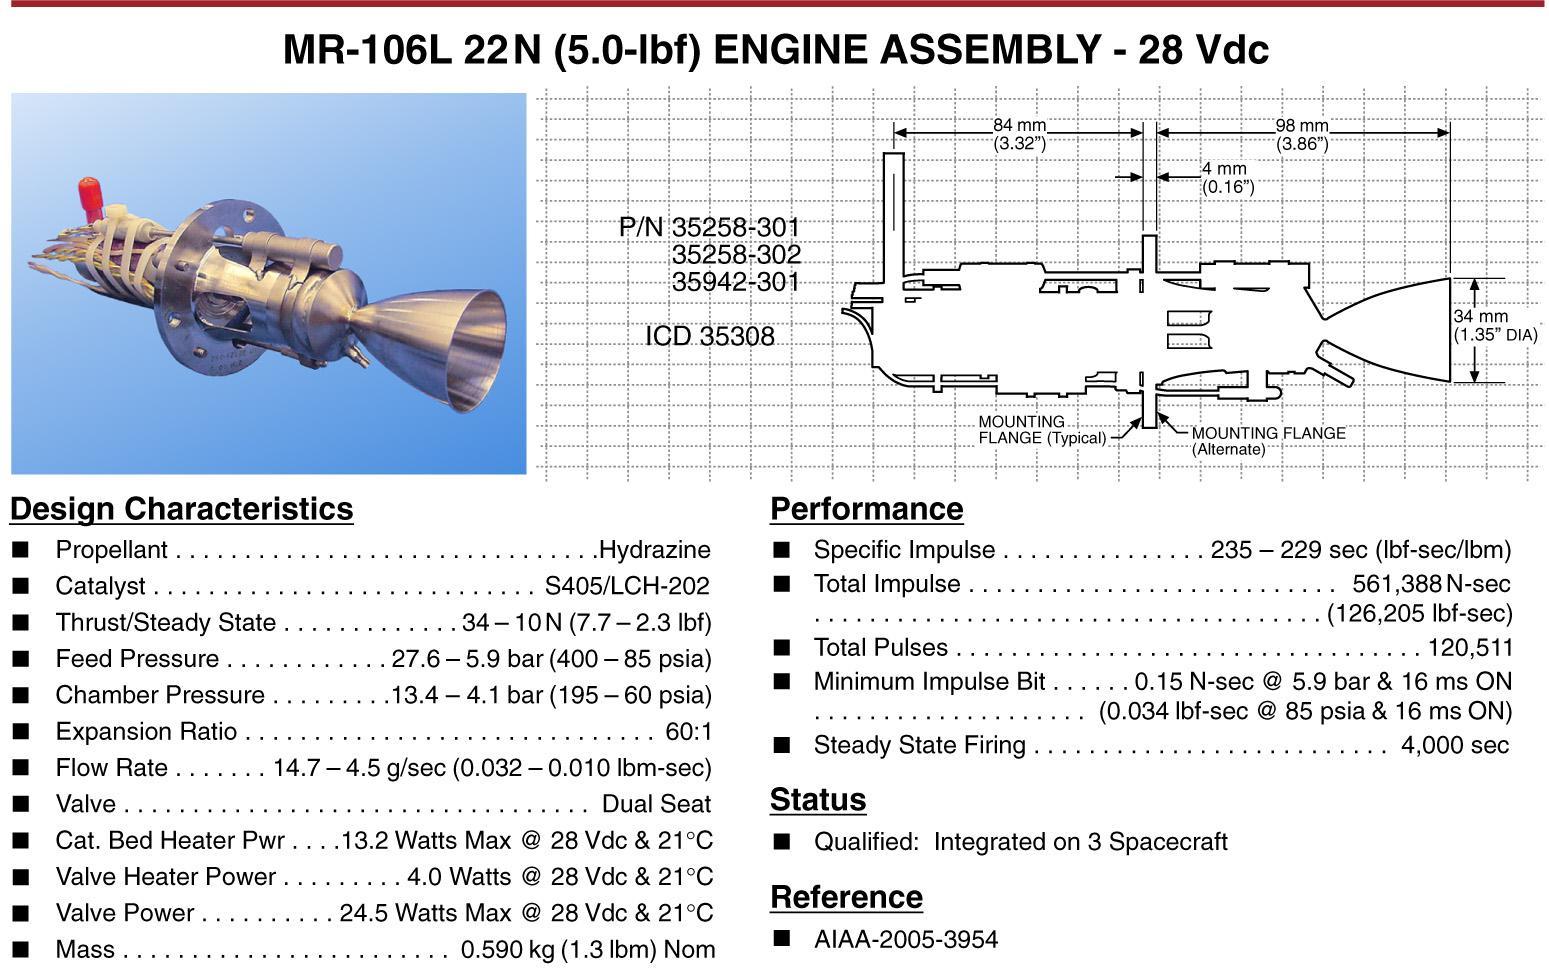 MR-106L 22N (5.0-lbf) ENGINE ASSEMBLY - 28 Vdc
84 mm
(3.32”)
98 mm
(3.86”)
4 mm
(0.16”)
P/N 35258-301
35258-302
35942-301
ICD 35308
34 mm
(1.35” DIA)
MOUNTING
FLANGE (Typical)
MOUNTING FLANGE
(Alternate)
Design Characteristics
■ Propellant . . . . . . . . . . . . . . . . . . . . . . . . . . . . . . .Hydrazine
■ Catalyst . . . . . . . . . . . . . . . . . . . . . . . . . . . . S405/LCH-202
■ Thrust/Steady State . . . . . . . . . . . . . 34 – 10 N (7.7 – 2.3 lbf)
■ Feed Pressure . . . . . . . . . . . . 27.6 – 5.9 bar (400 – 85 psia)
■ Chamber Pressure . . . . . . . . .13.4 – 4.1 bar (195 – 60 psia)
■ Expansion Ratio . . . . . . . . . . . . . . . . . . . . . . . . . . . . . . 60:1
■ Flow Rate . . . . . . . 14.7 – 4.5 g/sec (0.032 – 0.010 lbm-sec)
■ Valve . . . . . . . . . . . . . . . . . . . . . . . . . . . . . . . . . . Dual Seat
■ Cat. Bed Heater Pwr . . . .13.2 Watts Max @ 28 Vdc & 21°C
■ Valve Heater Power . . . . . . . . . 4.0 Watts @ 28 Vdc & 21°C
■ Valve Power . . . . . . . . . . 24.5 Watts Max @ 28 Vdc & 21°C
■ Mass . . . . . . . . . . . . . . . . . . . . . . . . 0.590 kg (1.3 lbm) Nom
Performance
■ Specific Impulse . . . . . . . . . . . . . . . 235 – 229 sec (lbf-sec/lbm)
■ Total Impulse . . . . . . . . . . . . . . . . . . . . . . . . . . . 561,388 N-sec
. . . . . . . . . . . . . . . . . . . . . . . . . . . . . . . . . . . . . (126,205 lbf-sec)
■ Total Pulses . . . . . . . . . . . . . . . . . . . . . . . . . . . . . . . . . . 120,511
■ Minimum Impulse Bit . . . . . . 0.15 N-sec @ 5.9 bar & 16 ms ON
. . . . . . . . . . . . . . . . . . . . (0.034 lbf-sec @ 85 psia & 16 ms ON)
■ Steady State Firing . . . . . . . . . . . . . . . . . . . . . . . . . . 4,000 sec
Status
■ Qualified: Integrated on 3 Spacecraft
Reference
■ AIAA-2005-3954